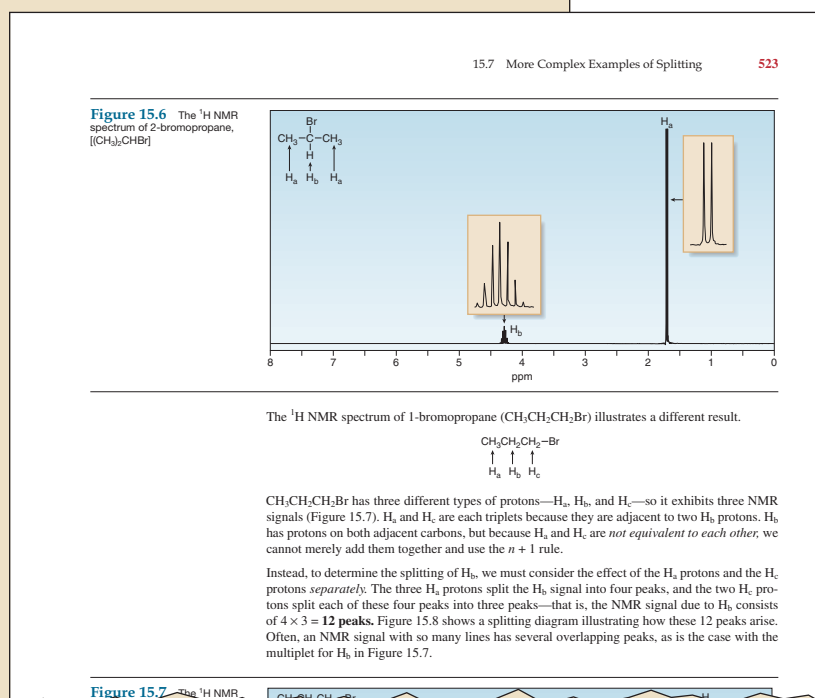 15.7 More Complex Examples of Splitting 523
Figure 15.6 The ¹H NMR
spectrum of 2-bromopropane,
[(CH₃)₂CHBr]
Br
CH₃–C–CH₃
H
Hₐ H_b Hₐ
Hₐ
H_b
8 7 6 5 4 3 2 1 0
ppm
The ¹H NMR spectrum of 1-bromopropane (CH₃CH₂CH₂Br) illustrates a different result.
CH₃CH₂CH₂–Br
Hₐ H_b H_c
CH₃CH₂CH₂Br has three different types of protons—Hₐ, H_b, and H_c—so it exhibits three NMR
signals (Figure 15.7). Hₐ and H_c are each triplets because they are adjacent to two H_b protons. H_b
has protons on both adjacent carbons, but because Hₐ and H_c are not equivalent to each other, we
cannot merely add them together and use the n + 1 rule.
Instead, to determine the splitting of H_b, we must consider the effect of the Hₐ protons and the H_c
protons separately. The three Hₐ protons split the H_b signal into four peaks, and the two H_c pro-
tons split each of these four peaks into three peaks—that is, the NMR signal due to H_b consists
of 4 × 3 = 12 peaks. Figure 15.8 shows a splitting diagram illustrating how these 12 peaks arise.
Often, an NMR signal with so many lines has several overlapping peaks, as is the case with the
multiplet for H_b in Figure 15.7.
Figure 15.7 The ¹H NMR